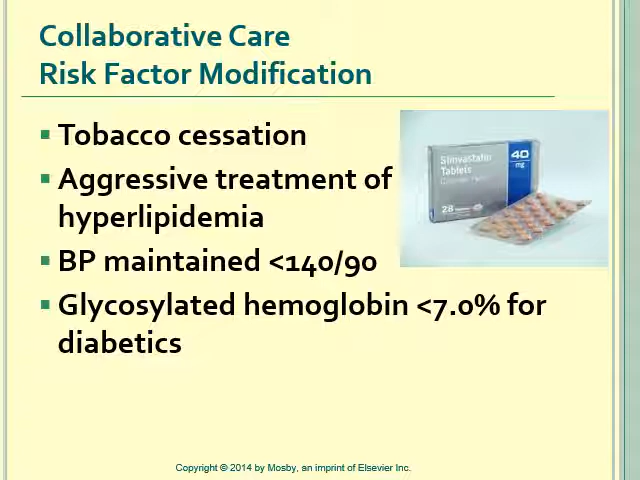 Collaborative Care
Risk Factor Modification
Tobacco cessation
Aggressive treatment of
hyperlipidemia
BP maintained <140/90
Glycosylated hemoglobin <7.0% for
diabetics
Simvastatin
Tablets
40
mg
28
Copyright © 2014 by Mosby, an imprint of Elsevier Inc.